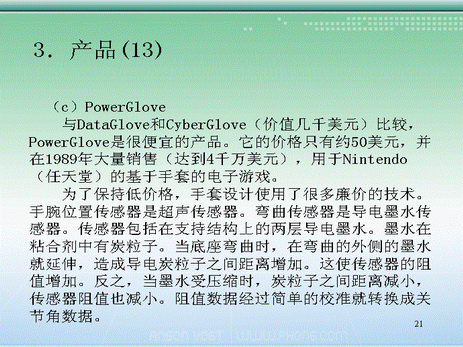 3. 产品(13)
(c)PowerGlove
与DataGlove和CyberGlove（价值几千美元）比较，
PowerGlove是很便宜的产品。它的价格只有约50美元，并
在1989年大量销售（达到4千万美元），用于Nintendo
（任天堂）的基于手套的电子游戏。
为了保持低价格，手套设计使用了很多廉价的技术。
手腕位置传感器是超声传感器。弯曲传感器是导电墨水传
感器。传感器包括在支持结构上的两层导电墨水。墨水在
粘合剂中有炭粒子。当底座弯曲时，在弯曲的外侧的墨水
就延伸，造成导电炭粒子之间距离增加。这使传感器的阻
值增加。反之，当墨水受压缩时，炭粒子之间距离减小，
传感器阻值也减小。阻值数据经过简单的校准就转换成关
节角数据。
21